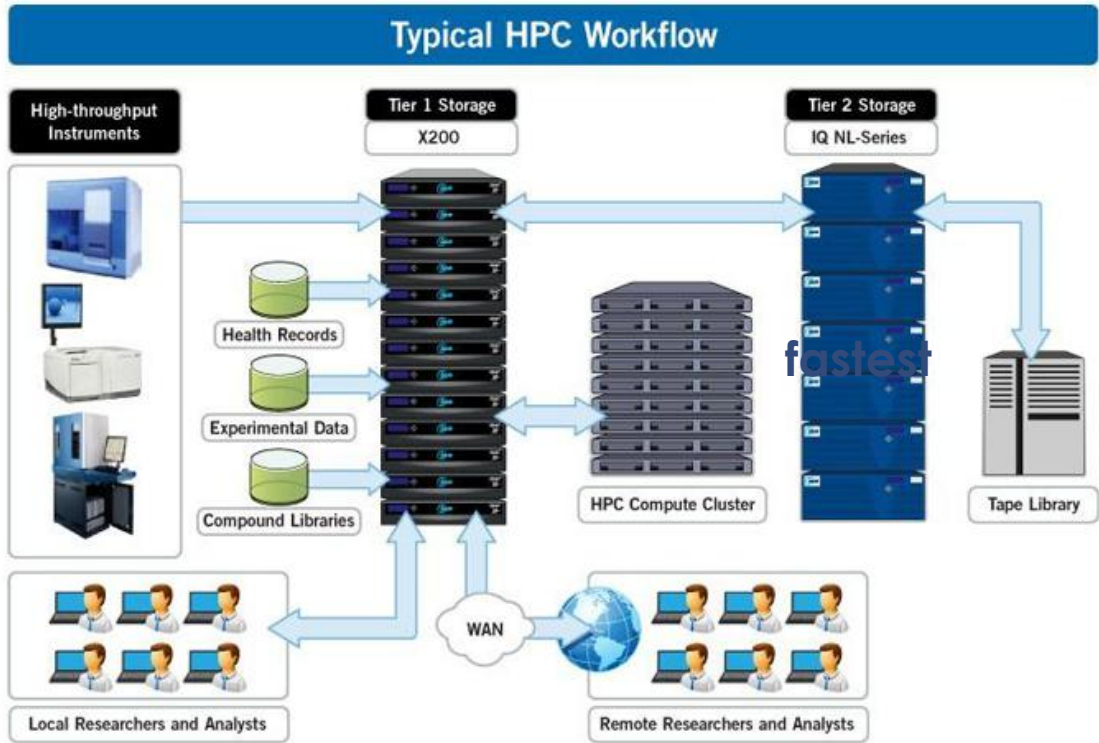 Typical HPC Workflow
High-throughput
Instruments
Tier 1 Storage
X200
Tier 2 Storage
IQ NL-Series
Health Records
fastest
Experimental Data
Compound Libraries
HPC Compute Cluster
Tape Library
WAN
Local Researchers and Analysts
Remote Researchers and Analysts